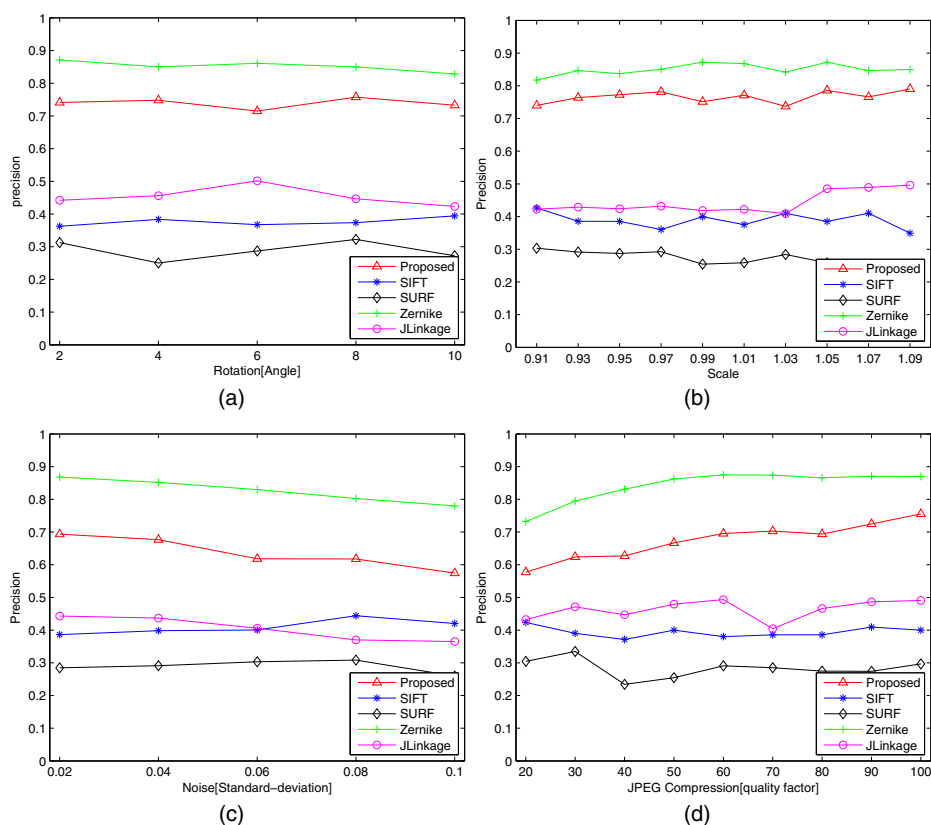 1
0.9
0.8
0.7
0.6
0.5
0.4
0.3
0.2
0.1
0
precision
2 4 6 8 10
Rotation[Angle]
Proposed
SIFT
SURF
Zernike
JLinkage
(a)
1
0.9
0.8
0.7
0.6
0.5
0.4
0.3
0.2
0.1
0
Precision
0.91 0.93 0.95 0.97 0.99 1.01 1.03 1.05 1.07 1.09
Scale
Proposed
SIFT
SURF
Zernike
JLinkage
(b)
1
0.9
0.8
0.7
0.6
0.5
0.4
0.3
0.2
0.1
0
Precision
0.02 0.04 0.06 0.08 0.1
Noise[Standard−deviation]
Proposed
SIFT
SURF
Zernike
JLinkage
(c)
1
0.9
0.8
0.7
0.6
0.5
0.4
0.3
0.2
0.1
0
Precision
20 30 40 50 60 70 80 90 100
JPEG Compression[quality factor]
Proposed
SIFT
SURF
Zernike
JLinkage
(d)